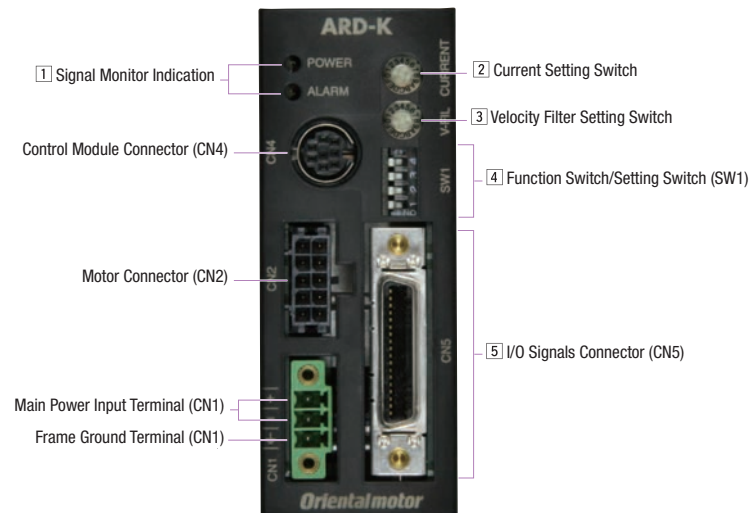 ARD-K
POWER
ALARM
CURRENT
V-FIL
1 Signal Monitor Indication
2 Current Setting Switch
3 Velocity Filter Setting Switch
Control Module Connector (CN4)
CN4
SW1
4 Function Switch/Setting Switch (SW1)
Motor Connector (CN2)
CN2
CN5
5 I/O Signals Connector (CN5)
Main Power Input Terminal (CN1)
Frame Ground Terminal (CN1)
CN1
Orientalmotor